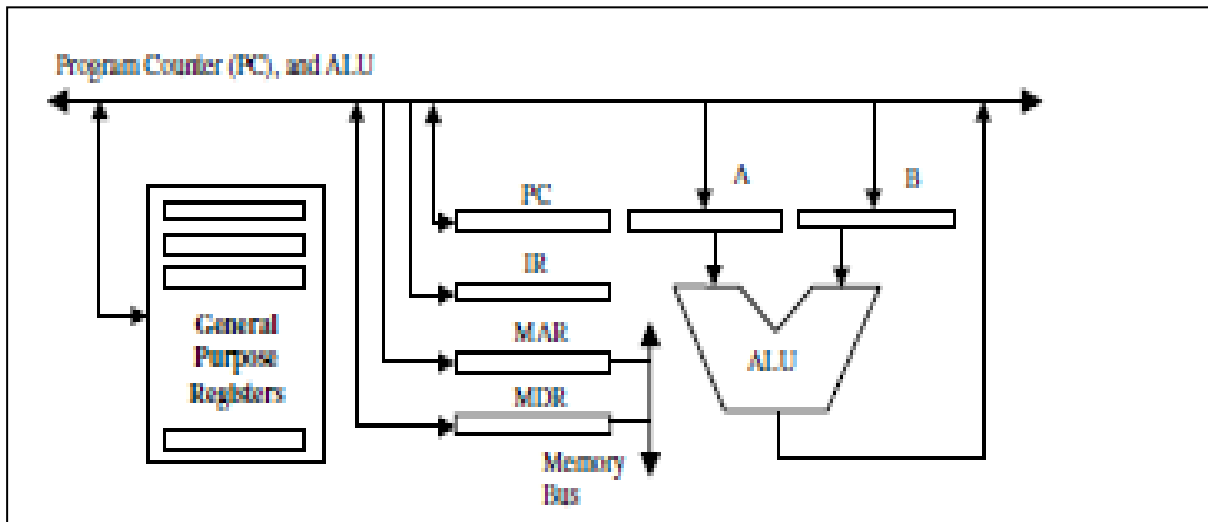 Program Counter (PC), and ALU
A
B
PC
IR
General
Purpose
Registers
MAR
ALU
MDR
Memory
Bus